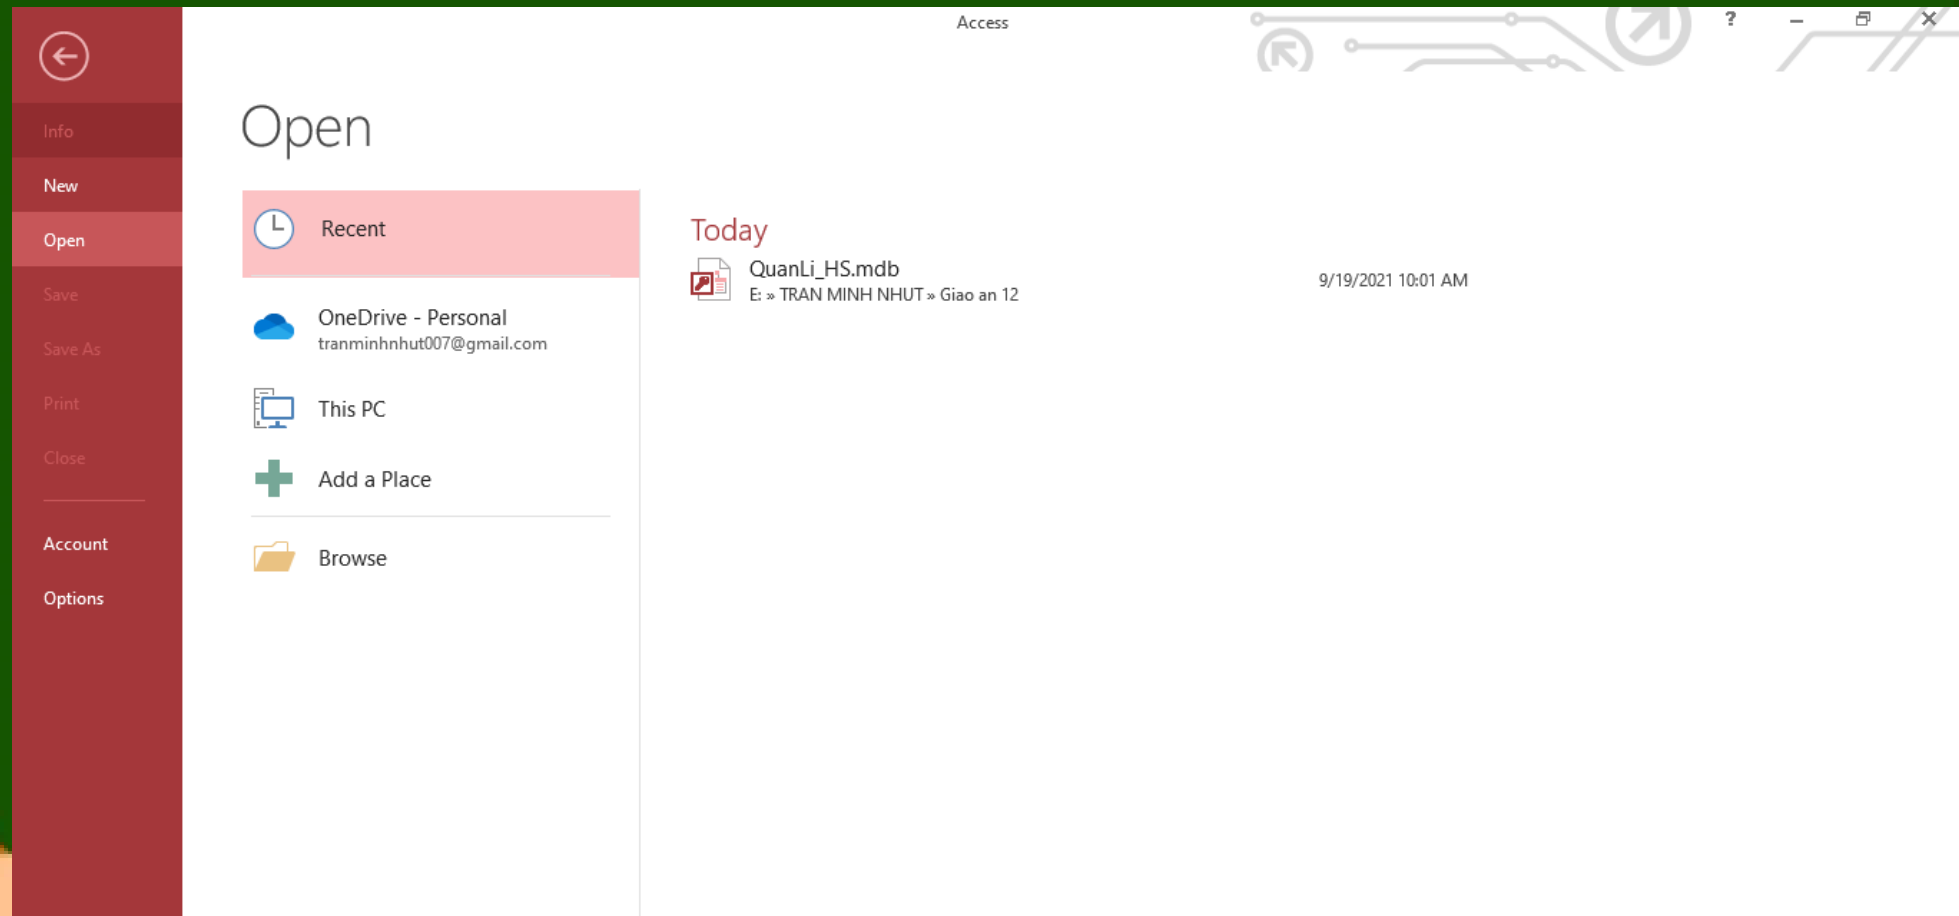 Access
?
Info
New
Open
Save
Save As
Print
Close
Account
Options
Open
Recent
OneDrive - Personal
tranminhnhut007@gmail.com
This PC
Add a Place
Browse
Today
QuanLi_HS.mdb
E: » TRAN MINH NHUT » Giao an 12
9/19/2021 10:01 AM